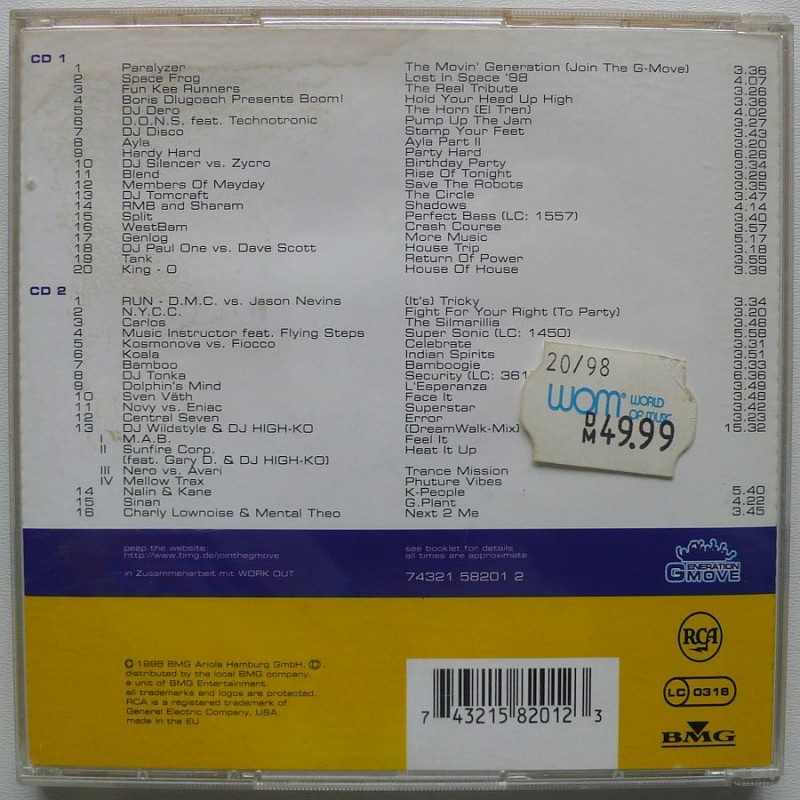 CD 1
1 Paralyzer The Movin' Generation (Join The G-Move) 3.36
2 Space Frog Lost In Space '98 4.07
3 Fun Kee Runners The Real Tribute 3.26
4 Boris Dlugosch Presents Boom! Hold Your Head Up High 3.36
5 DJ Dero The Horn (El Tren) 4.02
6 D.O.N.S. feat. Technotronic Pump Up The Jam 3.27
7 DJ Disco Stamp Your Feet 3.43
8 Ayla Ayla Part II 3.20
9 Hardy Hard Party Hard 6.26
10 DJ Silencer vs. Zycro Birthday Party 3.34
11 Blend Rise Of Tonight 3.29
12 Members Of Mayday Save The Robots 3.35
13 DJ Tomcraft The Circle 3.47
14 RMB and Sharam Shadows 4.14
15 Split Perfect Bass (LC: 1557) 3.40
16 WestBam Crash Course 3.57
17 Genlog More Music 5.17
18 DJ Paul One vs. Dave Scott House Trip 3.18
19 Tank Return Of Power 3.55
20 King - O House Of House 3.39
CD 2
1 RUN - D.M.C. vs. Jason Nevins (It's) Tricky 3.34
2 N.Y.C.C. Fight For Your Right (To Party) 3.20
3 Carlos The Silmarillia 3.48
4 Music Instructor feat. Flying Steps Super Sonic (LC: 1450) 5.58
5 Kosmonova vs. Fiocco Celebrate 3.31
6 Koala Indian Spirits 3.51
7 Bamboo Bamboogie 3.33
8 DJ Tonka Security (LC: 361 6.36
9 Dolphin's Mind L'Esperanza 3.49
10 Sven Väth Face It 3.48
11 Novy vs. Eniac Superstar 3.42
12 Central Seven Error
13 DJ Wildstyle & DJ HIGH-KO (DreamWalk-Mix) 15.32
I M.A.B. Feel It
II Sunfire Corp. Heat It Up
(feat. Gary D. & DJ HIGH-KO)
III Nero vs. Avari Trance Mission
IV Mellow Trax Phuture Vibes
14 Nalin & Kane K-People 5.40
15 Sinan G.Plant 4.22
16 Charly Lownoise & Mental Theo Next 2 Me 3.45
20/98
WOM WORLD OF MUSIC
DM 49.99
peep the website:
http://www.bmg.de/jointhegmove
in Zusammenarbeit mit WORK OUT
see booklet for details
all times are approximate
74321 58201 2
GENERATION
GMOVE
© 1998 BMG Ariola Hamburg GmbH, ℗.
distributed by the local BMG company.
a unit of BMG Entertainment.
all trademarks and logos are protected.
RCA is a registered trademark of
General Electric Company, USA.
made in the EU
7 43215 82012 3
RCA
LC 0316
BMG